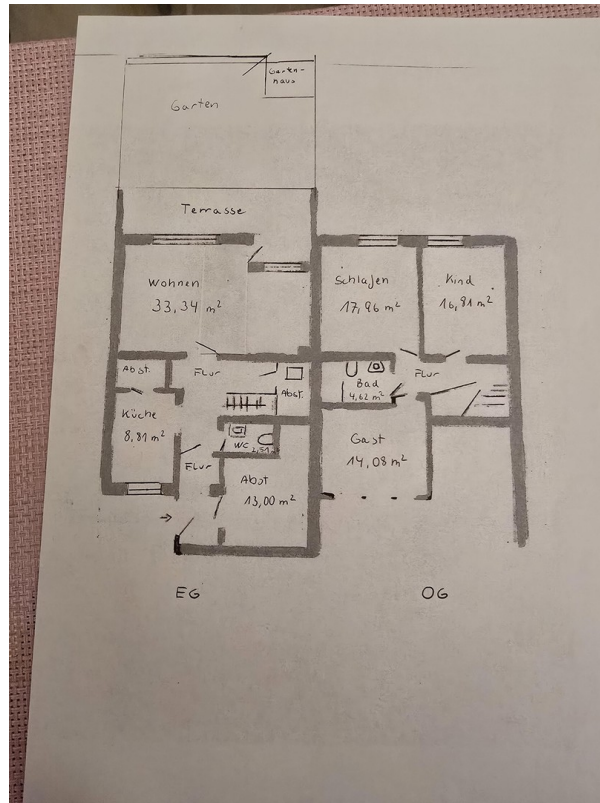 Garten-
haus
Garten
Terrasse
Wohnen
33,34 m²
Schlafen
17,96 m²
Kind
16,81 m²
Abst.
Flur
Abst.
Bad
4,62 m²
Flur
Küche
8,81 m²
WC
Flur
Gast
14,08 m²
Abst
13,00 m²
EG
OG